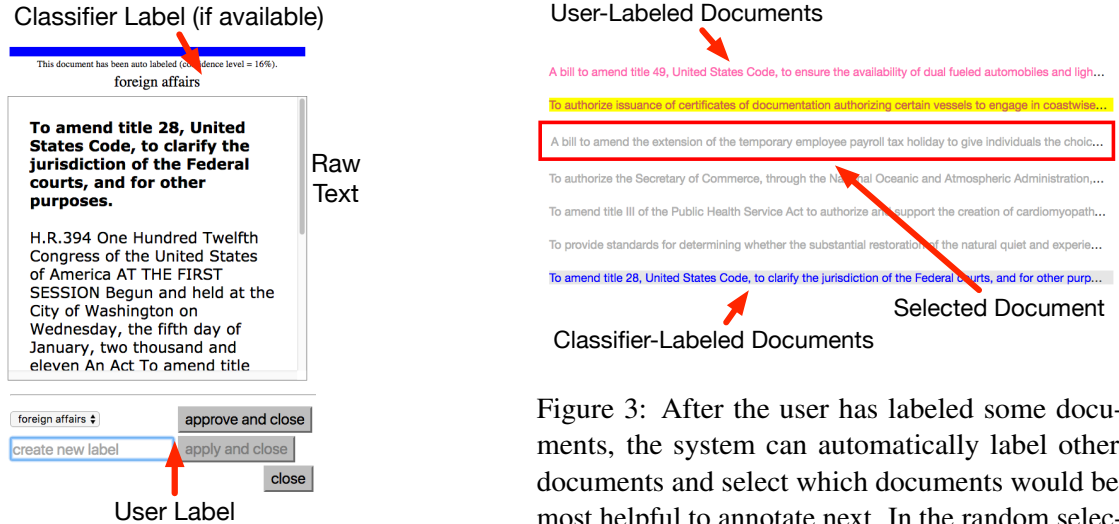 Classifier Label (if available)
This document has been auto labeled (confidence level = 16%).
foreign affairs
To amend title 28, United
States Code, to clarify the
jurisdiction of the Federal
courts, and for other
purposes.
H.R.394 One Hundred Twelfth
Congress of the United States
of America AT THE FIRST
SESSION Begun and held at the
City of Washington on
Wednesday, the fifth day of
January, two thousand and
eleven An Act To amend title
Raw
Text
foreign affairs
approve and close
create new label
apply and close
close
User Label
User-Labeled Documents
A bill to amend title 49, United States Code, to ensure the availability of dual fueled automobiles and ligh...
To authorize issuance of certificates of documentation authorizing certain vessels to engage in coastwise...
A bill to amend the extension of the temporary employee payroll tax holiday to give individuals the choic...
To authorize the Secretary of Commerce, through the National Oceanic and Atmospheric Administration,...
To amend title III of the Public Health Service Act to authorize and support the creation of cardiomyopath...
To provide standards for determining whether the substantial restoration of the natural quiet and experie...
To amend title 28, United States Code, to clarify the jurisdiction of the Federal courts, and for other purp...
Selected Document
Classifier-Labeled Documents
Figure 3: After the user has labeled some docu-
ments, the system can automatically label other
documents and select which documents would be
most helpful to annotate next. In the random selec-